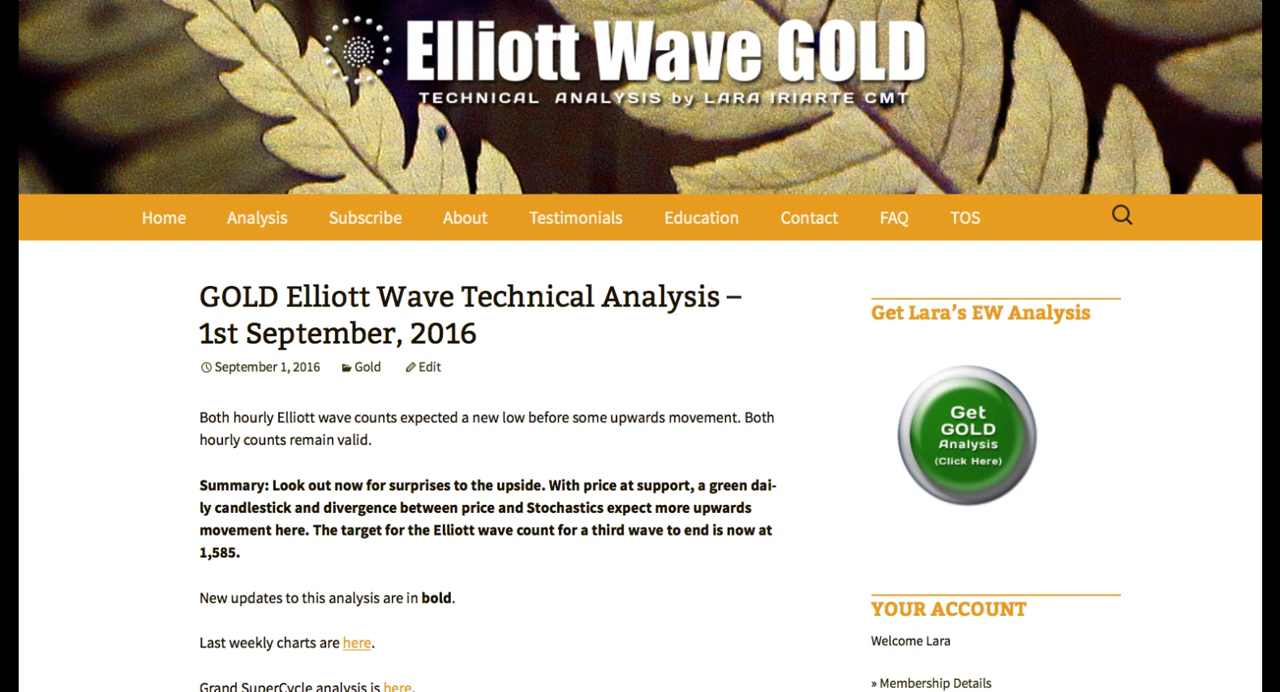 Elliott Wave GOLD
TECHNICAL ANALYSIS by LARA IRIARTE CMT
Home Analysis Subscribe About Testimonials Education Contact FAQ TOS
GOLD Elliott Wave Technical Analysis –
1st September, 2016
September 1, 2016 Gold Edit
Both hourly Elliott wave counts expected a new low before some upwards movement. Both
hourly counts remain valid.
Summary: Look out now for surprises to the upside. With price at support, a green dai-
ly candlestick and divergence between price and Stochastics expect more upwards
movement here. The target for the Elliott wave count for a third wave to end is now at
1,585.
New updates to this analysis are in bold.
Last weekly charts are here.
Grand SuperCycle analysis is here.
Get Lara's EW Analysis
Get
GOLD
Analysis
(Click Here)
YOUR ACCOUNT
Welcome Lara
» Membership Details